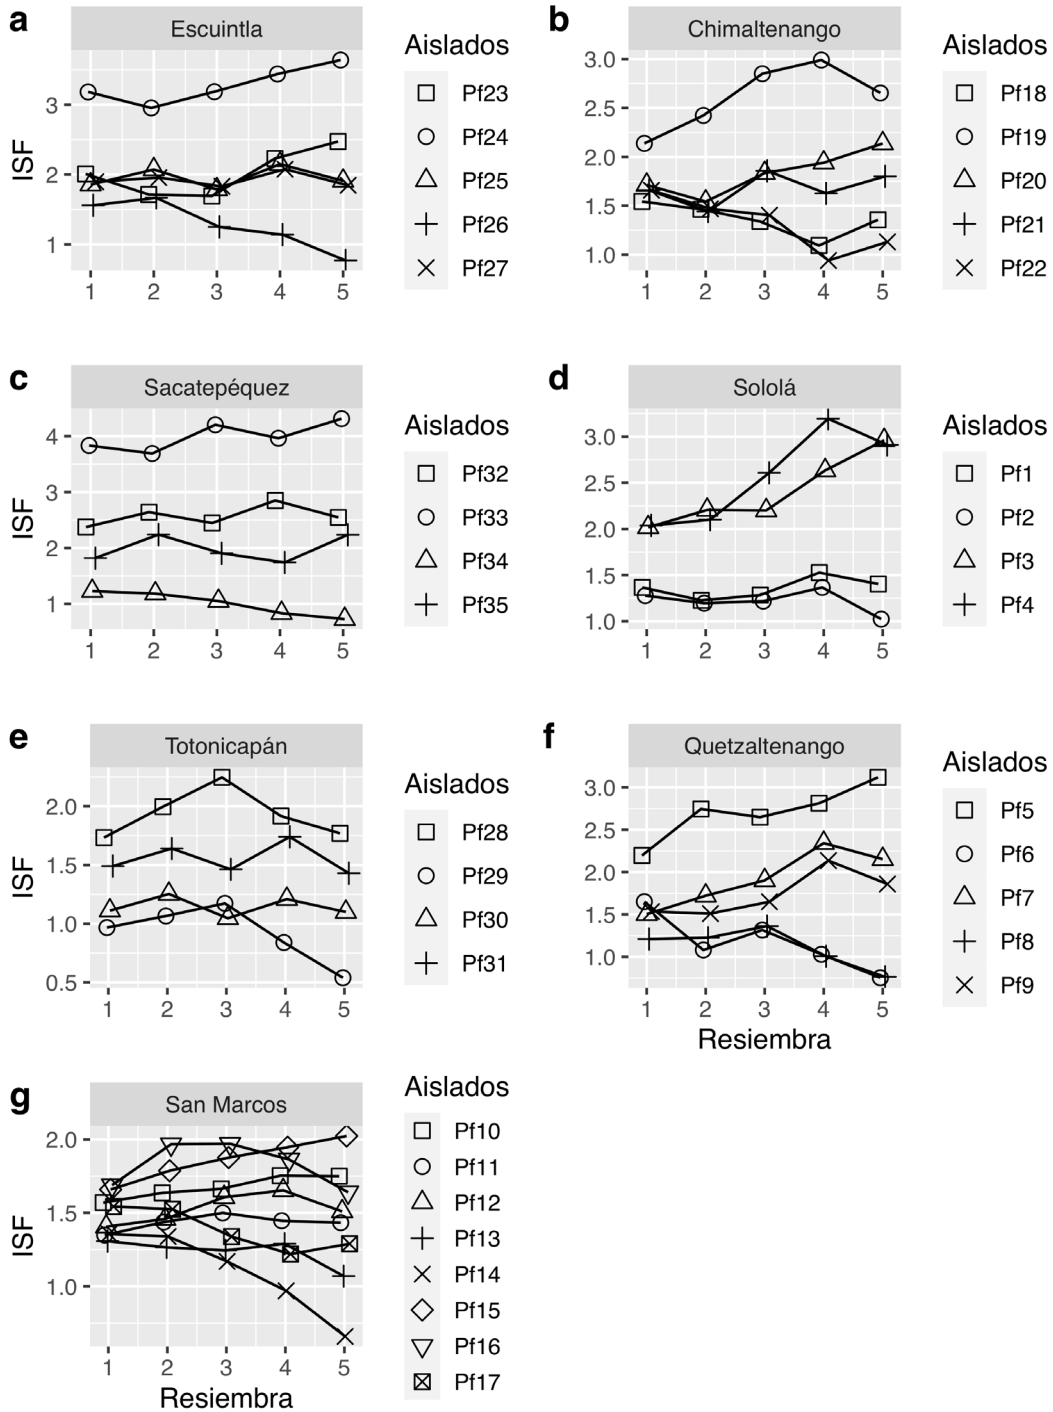 a
Escuintla
Aislados
Pf23
Pf24
Pf25
Pf26
Pf27
ISF
3
2
1
1 2 3 4 5
b
Chimaltenango
Aislados
Pf18
Pf19
Pf20
Pf21
Pf22
3.0
2.5
2.0
1.5
1.0
1 2 3 4 5
c
Sacatepéquez
Aislados
Pf32
Pf33
Pf34
Pf35
ISF
4
3
2
1
1 2 3 4 5
d
Sololá
Aislados
Pf1
Pf2
Pf3
Pf4
3.0
2.5
2.0
1.5
1.0
1 2 3 4 5
e
Totonicapán
Aislados
Pf28
Pf29
Pf30
Pf31
ISF
2.0
1.5
1.0
0.5
1 2 3 4 5
f
Quetzaltenango
Aislados
Pf5
Pf6
Pf7
Pf8
Pf9
3.0
2.5
2.0
1.5
1.0
1 2 3 4 5
Resiembra
g
San Marcos
Aislados
Pf10
Pf11
Pf12
Pf13
Pf14
Pf15
Pf16
Pf17
ISF
2.0
1.5
1.0
1 2 3 4 5
Resiembra